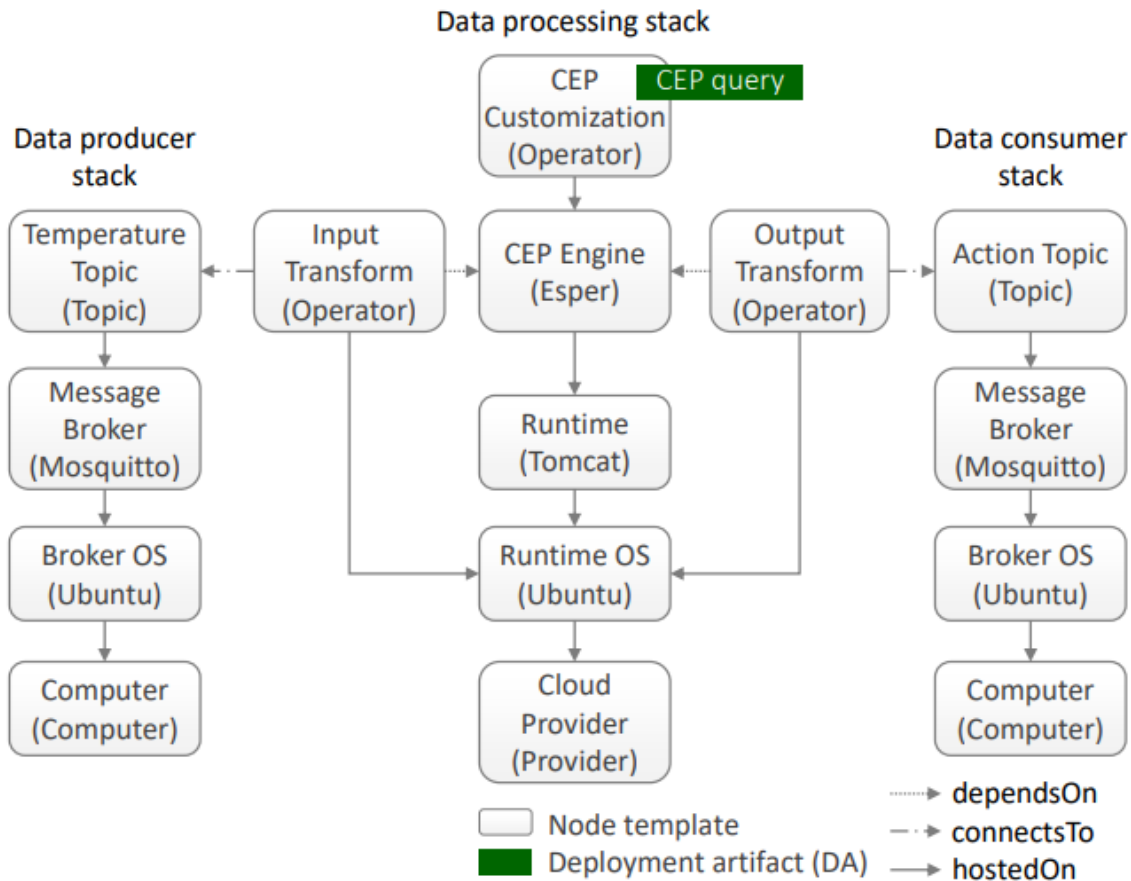 Data processing stack
CEP
Customization
(Operator)
CEP query
Data producer
stack
Data consumer
stack
Temperature
Topic
(Topic)
Input
Transform
(Operator)
CEP Engine
(Esper)
Output
Transform
(Operator)
Action Topic
(Topic)
Message
Broker
(Mosquitto)
Runtime
(Tomcat)
Message
Broker
(Mosquitto)
Broker OS
(Ubuntu)
Runtime OS
(Ubuntu)
Broker OS
(Ubuntu)
Computer
(Computer)
Cloud
Provider
(Provider)
Computer
(Computer)
Node template
Deployment artifact (DA)
dependsOn
connectsTo
hostedOn